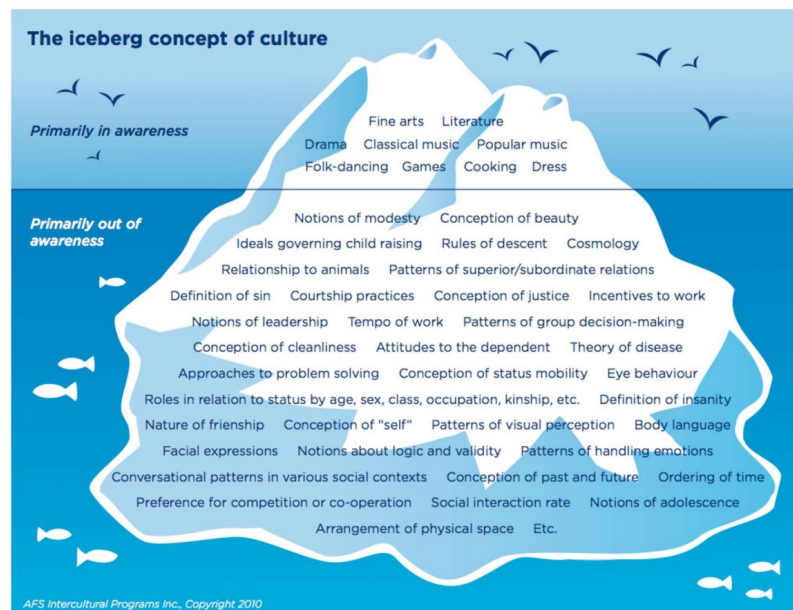 The iceberg concept of culture
Primarily in awareness
Fine arts Literature
Drama Classical music Popular music
Folk-dancing Games Cooking Dress
Primarily out of
awareness
Notions of modesty Conception of beauty
Ideals governing child raising Rules of descent Cosmology
Relationship to animals Patterns of superior/subordinate relations
Definition of sin Courtship practices Conception of justice Incentives to work
Notions of leadership Tempo of work Patterns of group decision-making
Conception of cleanliness Attitudes to the dependent Theory of disease
Approaches to problem solving Conception of status mobility Eye behaviour
Roles in relation to status by age, sex, class, occupation, kinship, etc. Definition of insanity
Nature of frienship Conception of "self" Patterns of visual perception Body language
Facial expressions Notions about logic and validity Patterns of handling emotions
Conversational patterns in various social contexts Conception of past and future Ordering of time
Preference for competition or co-operation Social interaction rate Notions of adolescence
Arrangement of physical space Etc.
AFS Intercultural Programs Inc., Copyright 2010